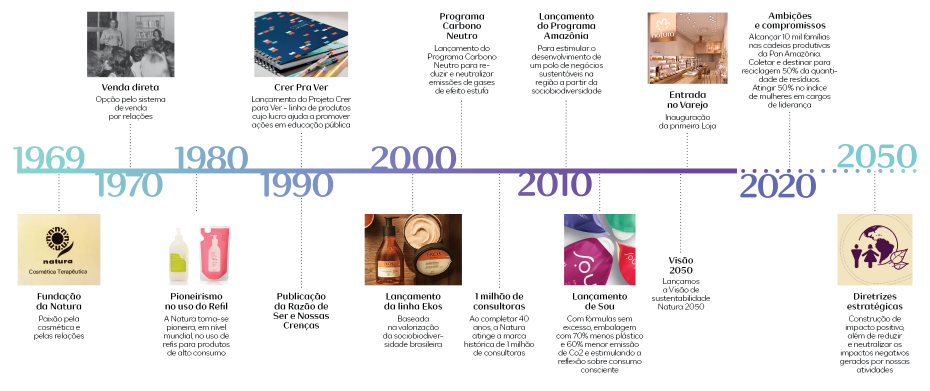 Venda direta
Opção pelo sistema
de venda
por relações
Crer Pra Ver
Lançamento do Projeto Crer
para Ver – linha de produtos
cujo lucro ajuda a promover
ações em educação pública
Programa
Carbono
Neutro
Lançamento do
Programa Carbono
Neutro para re-
duzir e neutralizar
emissões de gases
de efeito estufa
Lançamento
do Programa
Amazônia
Para estimular o
desenvolvimento de
um polo de negócios
sustentáveis na
região a partir da
sociobiodiversidade
natura
Entrada
no Varejo
Inauguração
da primeira Loja
Ambições
e compromissos
Alcançar 10 mil famílias
nas cadeias produtivas
da Pan Amazônia.
Coletar e destinar para
reciclagem 50% da quanti-
dade de resíduos.
Atingir 50% no índice
de mulheres em cargos
de liderança
1969
1970
1980
1990
2000
2010
2020
2050
natura
Cosmética Terapêutica
Fundação
da Natura
Paixão pela
cosmética e
pelas relações
Pioneirismo
no uso do Refil
A Natura torna-se
pioneira, em nível
mundial, no uso de
refis para produtos
de alto consumo
Publicação
da Razão de
Ser e Nossas
Crenças
EKOS
Lançamento
da linha Ekos
Baseada
na valorização
da sociobiodiver-
sidade brasileira
1 milhão de
consultoras
Ao completar 40
anos, a Natura
atinge a marca
histórica de 1 milhão
de consultoras
Sou
Lançamento
de Sou
Com fórmulas sem
excesso, embalagem
com 70% menos plástico
e 60% menor emissão
de Co2 e estimulando a
reflexão sobre consumo
consciente
Visão
2050
Lançamos
a Visão de
sustentabilidade
Natura 2050
Diretrizes
estratégicas
Construção de
impacto positivo,
além de reduzir
e neutralizar os
impactos negativos
gerados por nossas
atividades